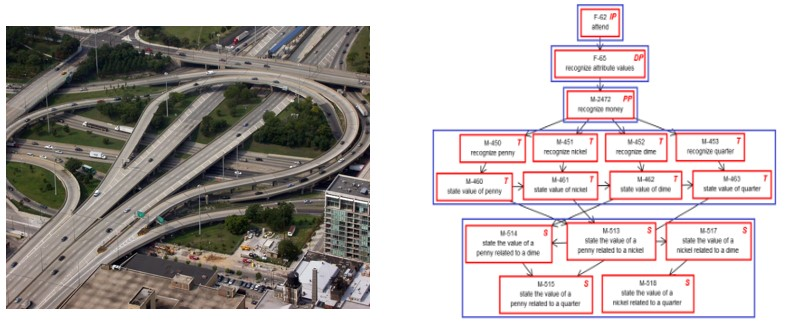 F-62 IP
attend
F-65 DP
recognize attribute values
M-2472 PP
recognize money
M-450 T
recognize penny
M-451 T
recognize nickel
M-452 T
recognize dime
M-453 T
recognize quarter
M-460 T
state value of penny
M-461 T
state value of nickel
M-462 T
state value of dime
M-463 T
state value of quarter
M-514 S
state the value of a
penny related to a dime
M-513 S
state the value of a
penny related to a nickel
M-517 S
state the value of a
nickel related to a dime
M-515 S
state the value of a
penny related to a quarter
M-518 S
state the value of a
nickel related to a quarter